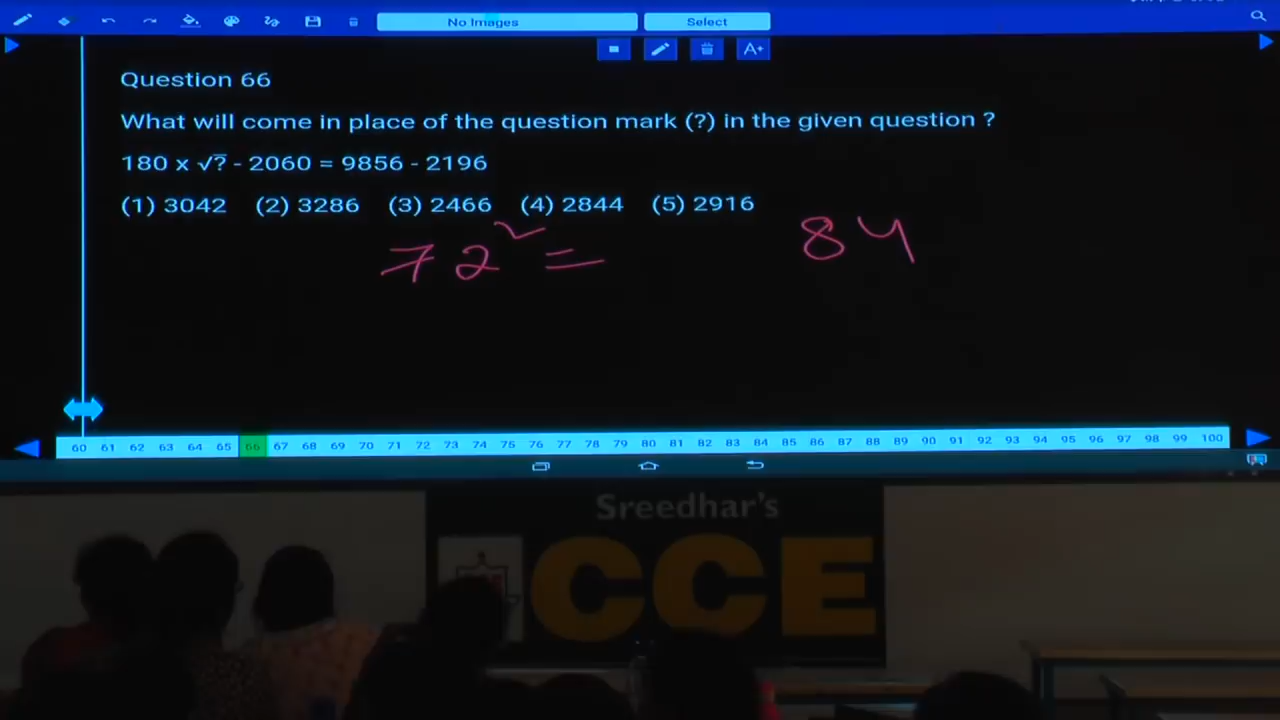 No Images Select
A+
Question 66
What will come in place of the question mark (?) in the given question ?
180 x √? - 2060 = 9856 - 2196
(1) 3042 (2) 3286 (3) 2466 (4) 2844 (5) 2916
72² = 84
60 61 62 63 64 65 66 67 68 69 70 71 72 73 74 75 76 77 78 79 80 81 82 83 84 85 86 87 88 89 90 91 92 93 94 95 96 97 98 99 100
Sreedhar's
CCE